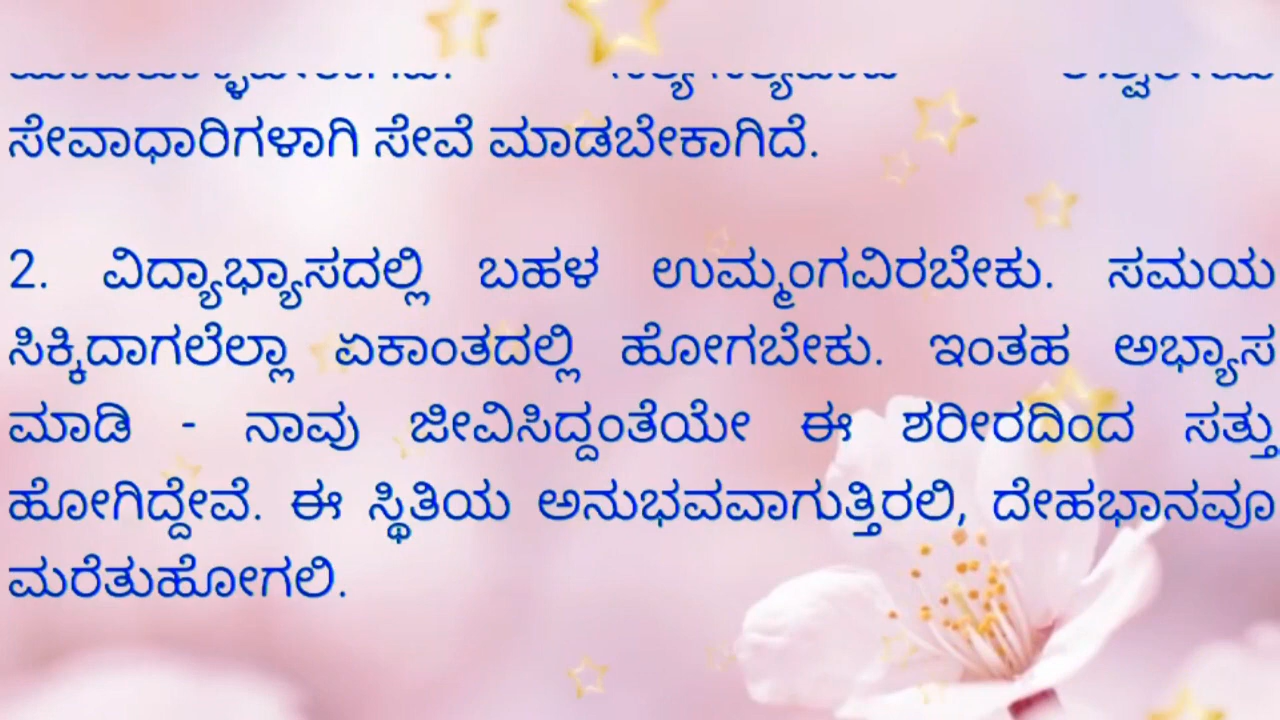 ಸೇವಾಧಾರಿಗಳಾಗಿ ಸೇವೆ ಮಾಡಬೇಕಾಗಿದೆ.
2. ವಿದ್ಯಾಭ್ಯಾಸದಲ್ಲಿ ಬಹಳ ಉಮ್ಮಂಗವಿರಬೇಕು. ಸಮಯ
ಸಿಕ್ಕಿದಾಗಲೆಲ್ಲಾ ಏಕಾಂತದಲ್ಲಿ ಹೋಗಬೇಕು. ಇಂತಹ ಅಭ್ಯಾಸ
ಮಾಡಿ - ನಾವು ಜೀವಿಸಿದ್ದಂತೆಯೇ ಈ ಶರೀರದಿಂದ ಸತ್ತು
ಹೋಗಿದ್ದೇವೆ. ಈ ಸ್ಥಿತಿಯ ಅನುಭವವಾಗುತ್ತಿರಲಿ, ದೇಹಭಾನವೂ
ಮರೆತುಹೋಗಲಿ.